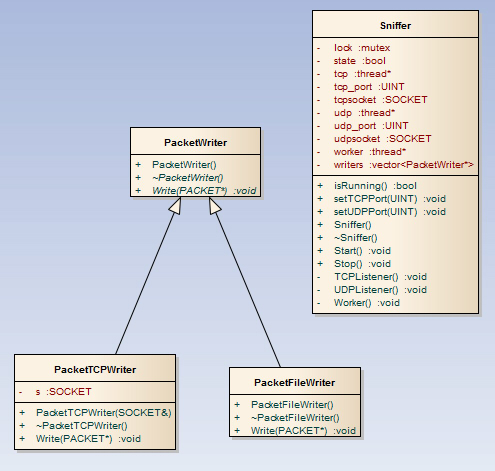 Sniffer
- lock :mutex
- state :bool
- tcp :thread*
- tcp_port :UINT
- tcpsocket :SOCKET
- udp :thread*
- udp_port :UINT
- udpsocket :SOCKET
- worker :thread*
- writers :vector<PacketWriter*>
+ isRunning() :bool
+ setTCPPort(UINT) :void
+ setUDPPort(UINT) :void
+ Sniffer()
+ ~Sniffer()
+ Start() :void
+ Stop() :void
- TCPListener() :void
- UDPListener() :void
- Worker() :void
PacketWriter
+ PacketWriter()
+ ~PacketWriter()
+ Write(PACKET*) :void
PacketTCPWriter
- s :SOCKET
+ PacketTCPWriter(SOCKET&)
+ ~PacketTCPWriter()
+ Write(PACKET*) :void
PacketFileWriter
+ PacketFileWriter()
+ ~PacketFileWriter()
+ Write(PACKET*) :void